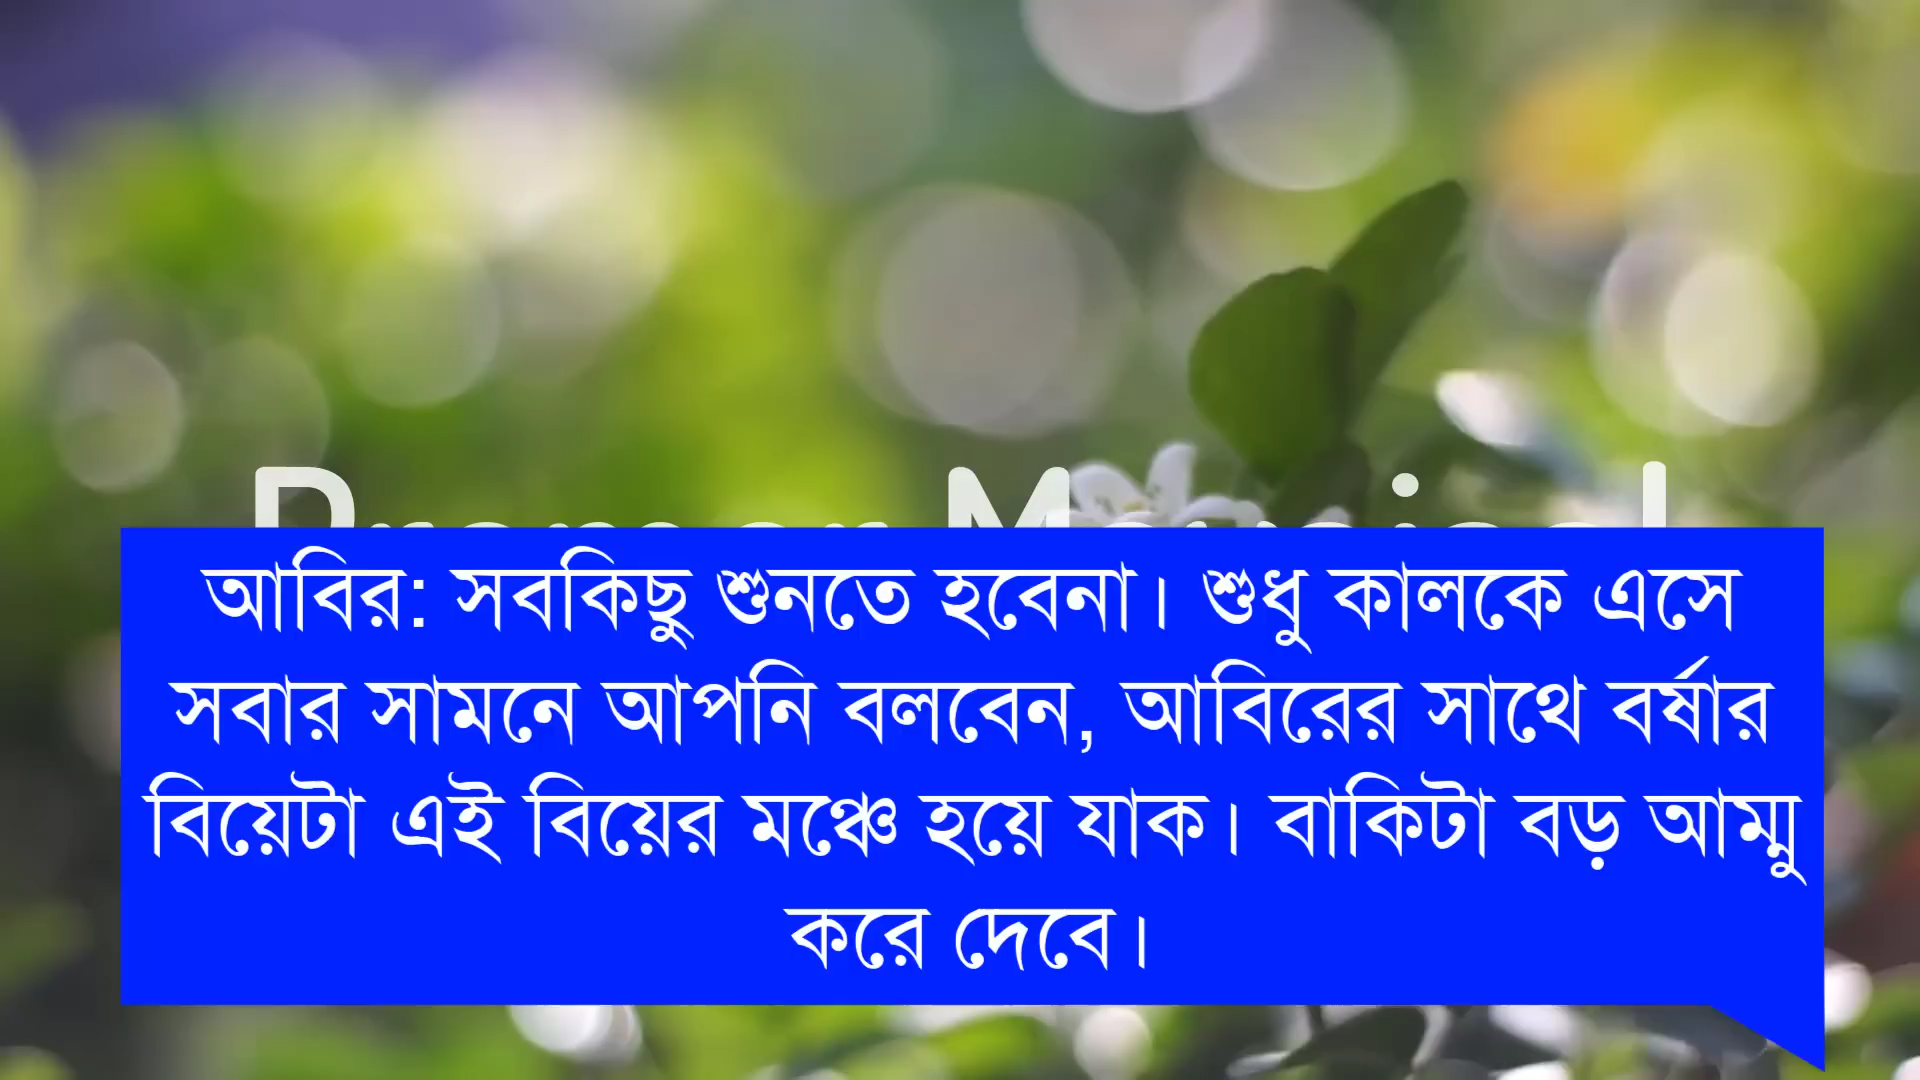 আবির: সবকিছু শুনতে হবেনা। শুধু কালকে এসে
সবার সামনে আপনি বলবেন, আবিরের সাথে বর্ষার
বিয়েটা এই বিয়ের মঞ্চে হয়ে যাক। বাকিটা বড় আম্মু
করে দেবে।